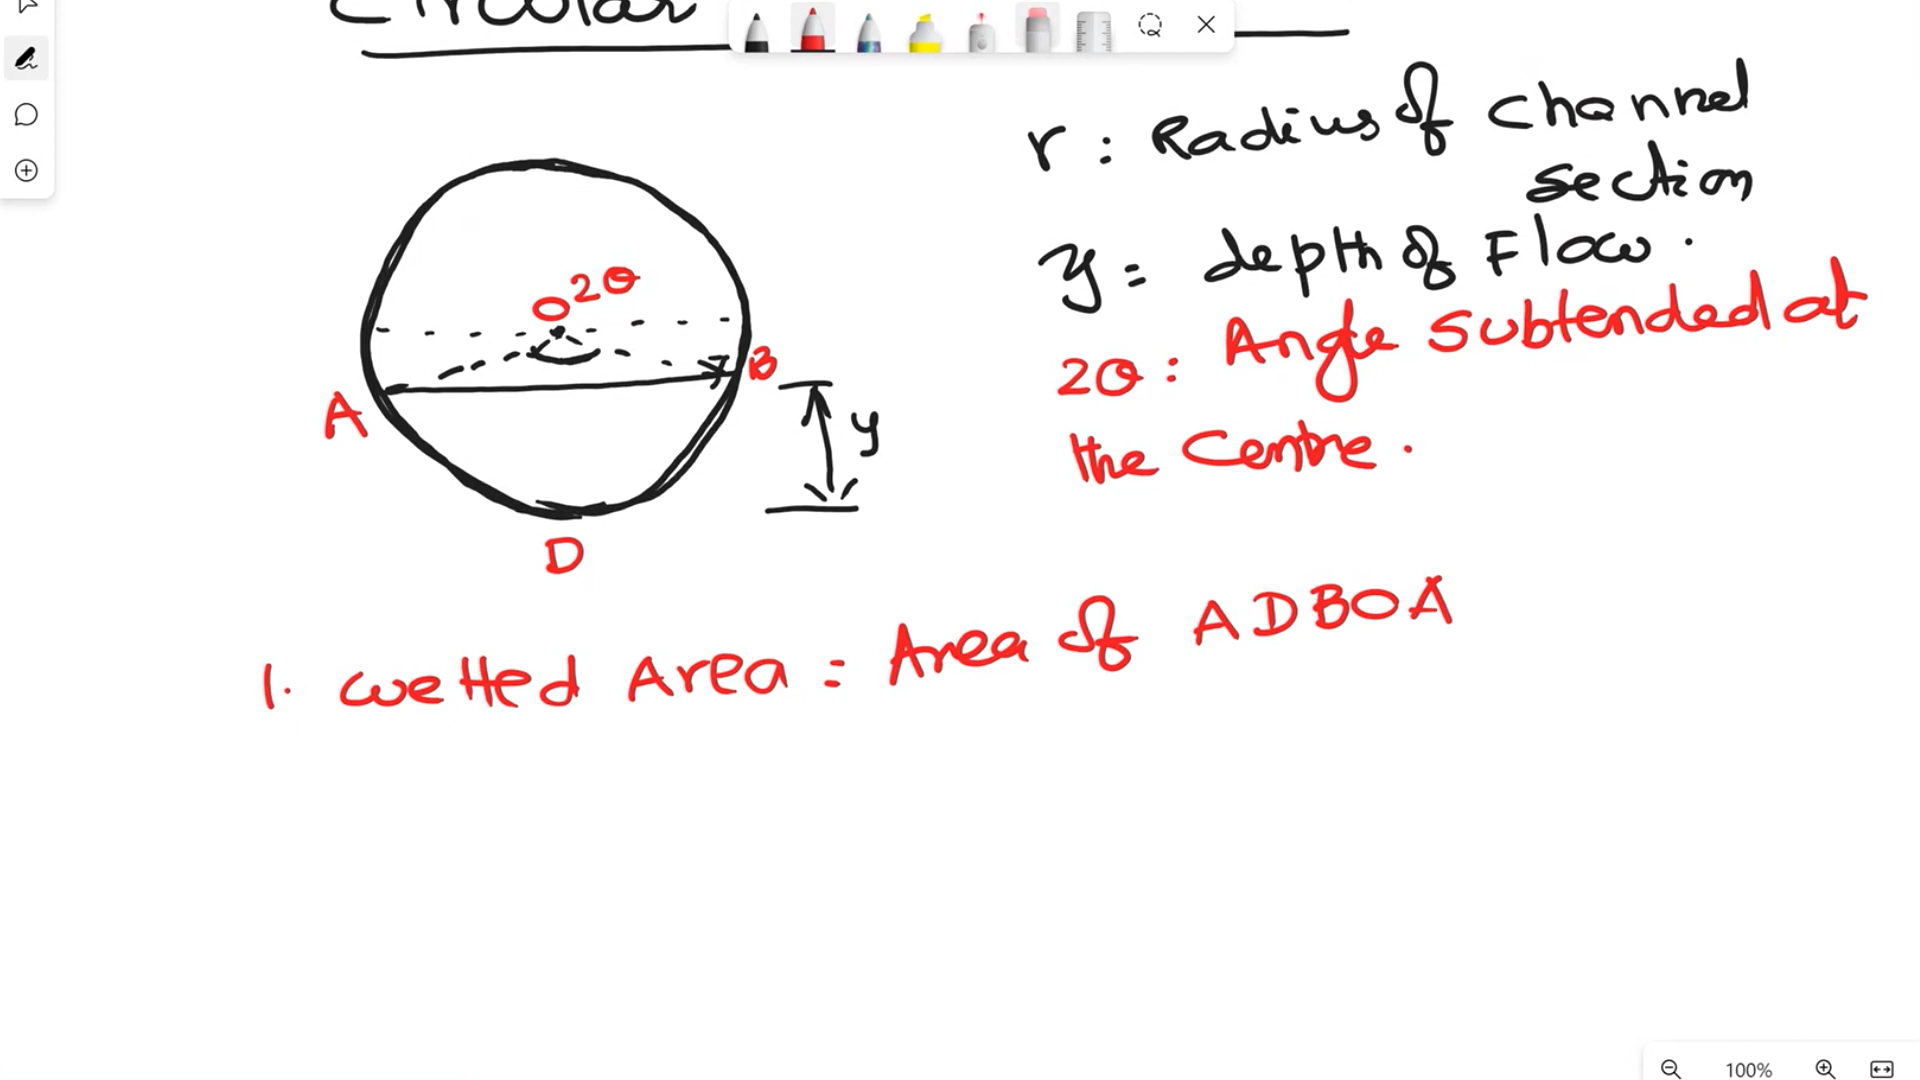 Circular
r : Radius of channel
section
y = depth of Flow .
2θ : Angle subtended at
the Centre .
2θ
O
B
A
y
D
1. wetted Area = Area of ADBOA
100%